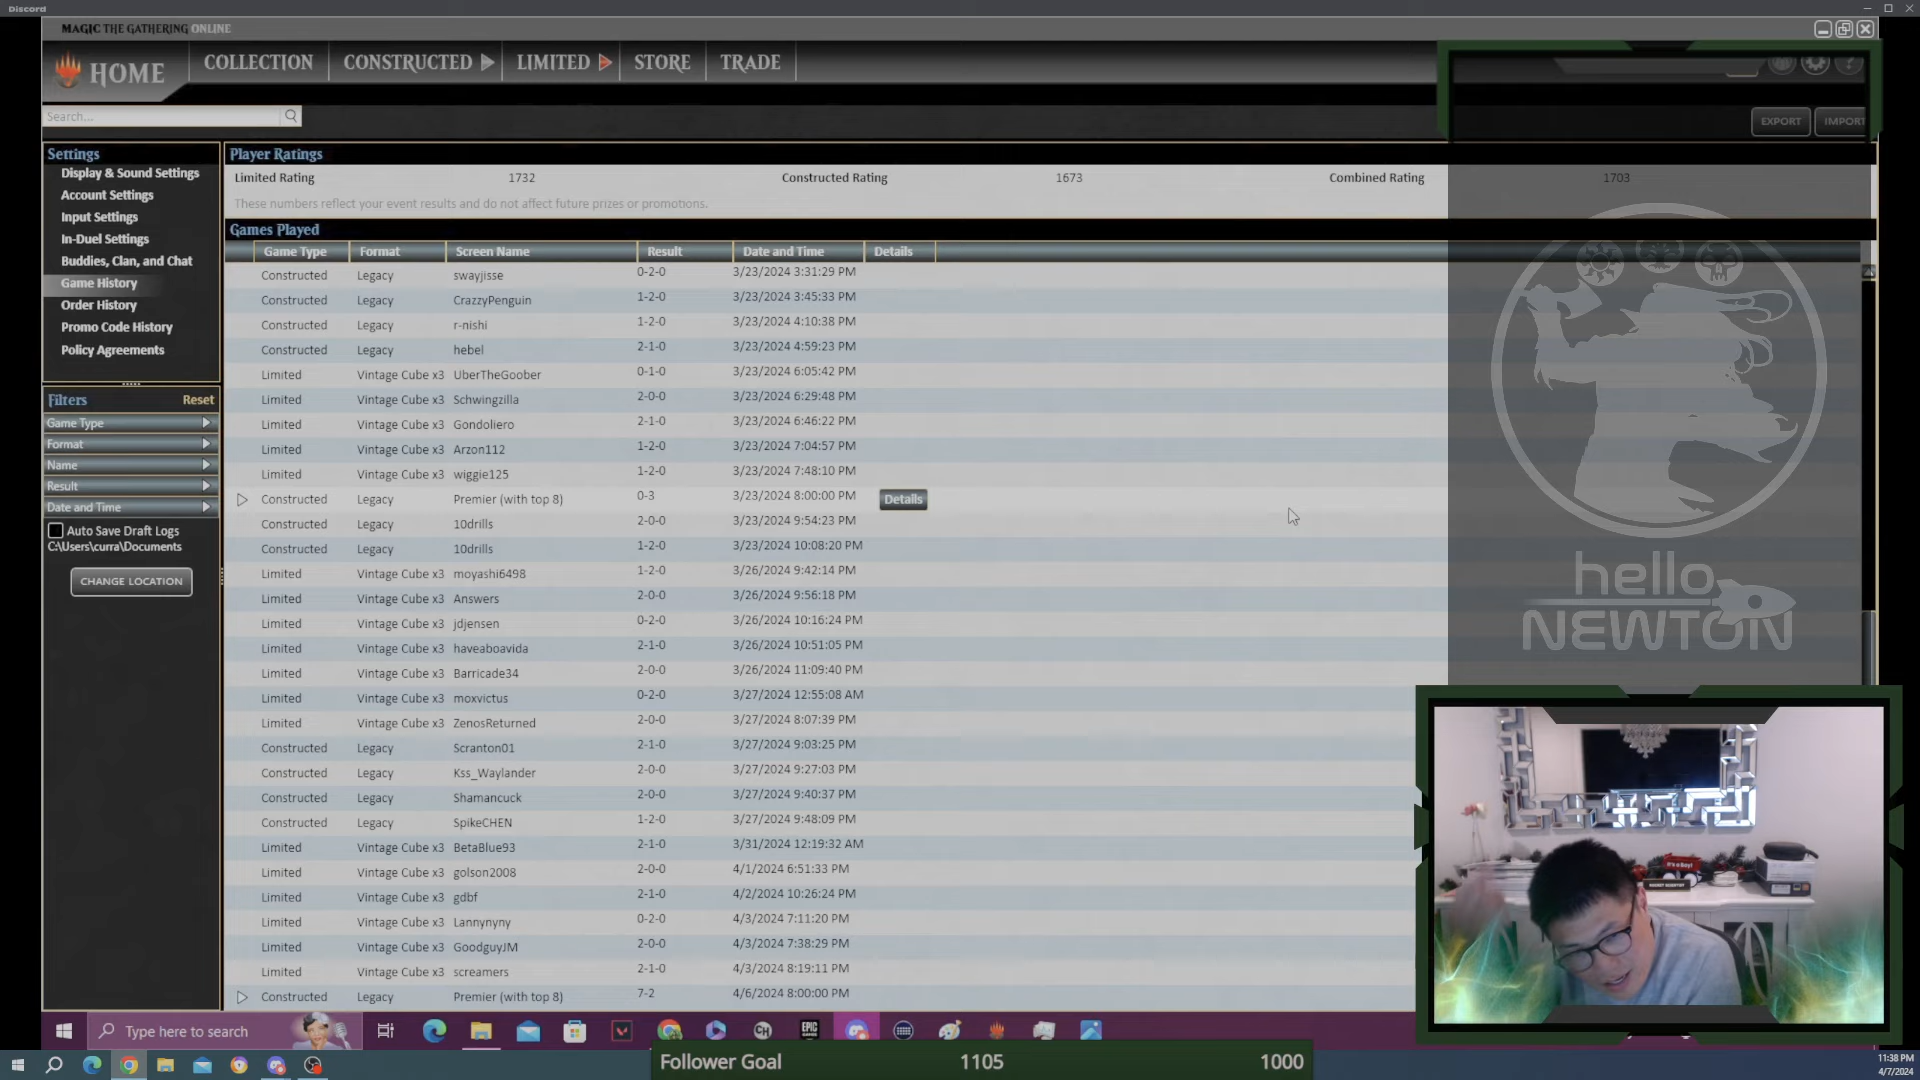 Discord
MAGIC THE GATHERING ONLINE
HOME
COLLECTION
CONSTRUCTED
LIMITED
STORE
TRADE
Search...
EXPORT
IMPORT
Settings
Display & Sound Settings
Account Settings
Input Settings
In-Duel Settings
Buddies, Clan, and Chat
Game History
Order History
Promo Code History
Policy Agreements
Filters Reset
Game Type
Format
Name
Result
Date and Time
Auto Save Draft Logs
C:\Users\curra\Documents
CHANGE LOCATION
Player Ratings
Limited Rating 1732 Constructed Rating 1673 Combined Rating 1703
These numbers reflect your event results and do not affect future prizes or promotions.
Games Played
Game Type Format Screen Name Result Date and Time Details
Constructed Legacy swayjisse 0-2-0 3/23/2024 3:31:29 PM
Constructed Legacy CrazzyPenguin 1-2-0 3/23/2024 3:45:33 PM
Constructed Legacy r-nishi 1-2-0 3/23/2024 4:10:38 PM
Constructed Legacy hebel 2-1-0 3/23/2024 4:59:23 PM
Limited Vintage Cube x3 UberTheGoober 0-1-0 3/23/2024 6:05:42 PM
Limited Vintage Cube x3 Schwingzilla 2-0-0 3/23/2024 6:29:48 PM
Limited Vintage Cube x3 Gondoliero 2-1-0 3/23/2024 6:46:22 PM
Limited Vintage Cube x3 Arzon112 1-2-0 3/23/2024 7:04:57 PM
Limited Vintage Cube x3 wiggie125 1-2-0 3/23/2024 7:48:10 PM
Constructed Legacy Premier (with top 8) 0-3 3/23/2024 8:00:00 PM Details
Constructed Legacy 10drills 2-0-0 3/23/2024 9:54:23 PM
Constructed Legacy 10drills 1-2-0 3/23/2024 10:08:20 PM
Limited Vintage Cube x3 moyashi6498 1-2-0 3/26/2024 9:42:14 PM
Limited Vintage Cube x3 Answers 2-0-0 3/26/2024 9:56:18 PM
Limited Vintage Cube x3 jdjensen 0-2-0 3/26/2024 10:16:24 PM
Limited Vintage Cube x3 haveaboavida 2-1-0 3/26/2024 10:51:05 PM
Limited Vintage Cube x3 Barricade34 2-0-0 3/26/2024 11:09:40 PM
Limited Vintage Cube x3 moxvictus 0-2-0 3/27/2024 12:55:08 AM
Limited Vintage Cube x3 ZenosReturned 2-0-0 3/27/2024 8:07:39 PM
Constructed Legacy Scranton01 2-1-0 3/27/2024 9:03:25 PM
Constructed Legacy Kss_Waylander 2-0-0 3/27/2024 9:27:03 PM
Constructed Legacy Shamancuck 2-0-0 3/27/2024 9:40:37 PM
Constructed Legacy SpikeCHEN 1-2-0 3/27/2024 9:48:09 PM
Limited Vintage Cube x3 BetaBlue93 2-1-0 3/31/2024 12:19:32 AM
Limited Vintage Cube x3 golson2008 2-0-0 4/1/2024 6:51:33 PM
Limited Vintage Cube x3 gdbf 2-1-0 4/2/2024 10:26:24 PM
Limited Vintage Cube x3 Lannynyny 0-2-0 4/3/2024 7:11:20 PM
Limited Vintage Cube x3 GoodguyJM 2-0-0 4/3/2024 7:38:29 PM
Limited Vintage Cube x3 screamers 2-1-0 4/3/2024 8:19:11 PM
Constructed Legacy Premier (with top 8) 7-2 4/6/2024 8:00:00 PM
hello
NEWTON
It's a Boy!
Type here to search
CH
EPIC
Follower Goal 1105 1000
11:38 PM
4/7/2024